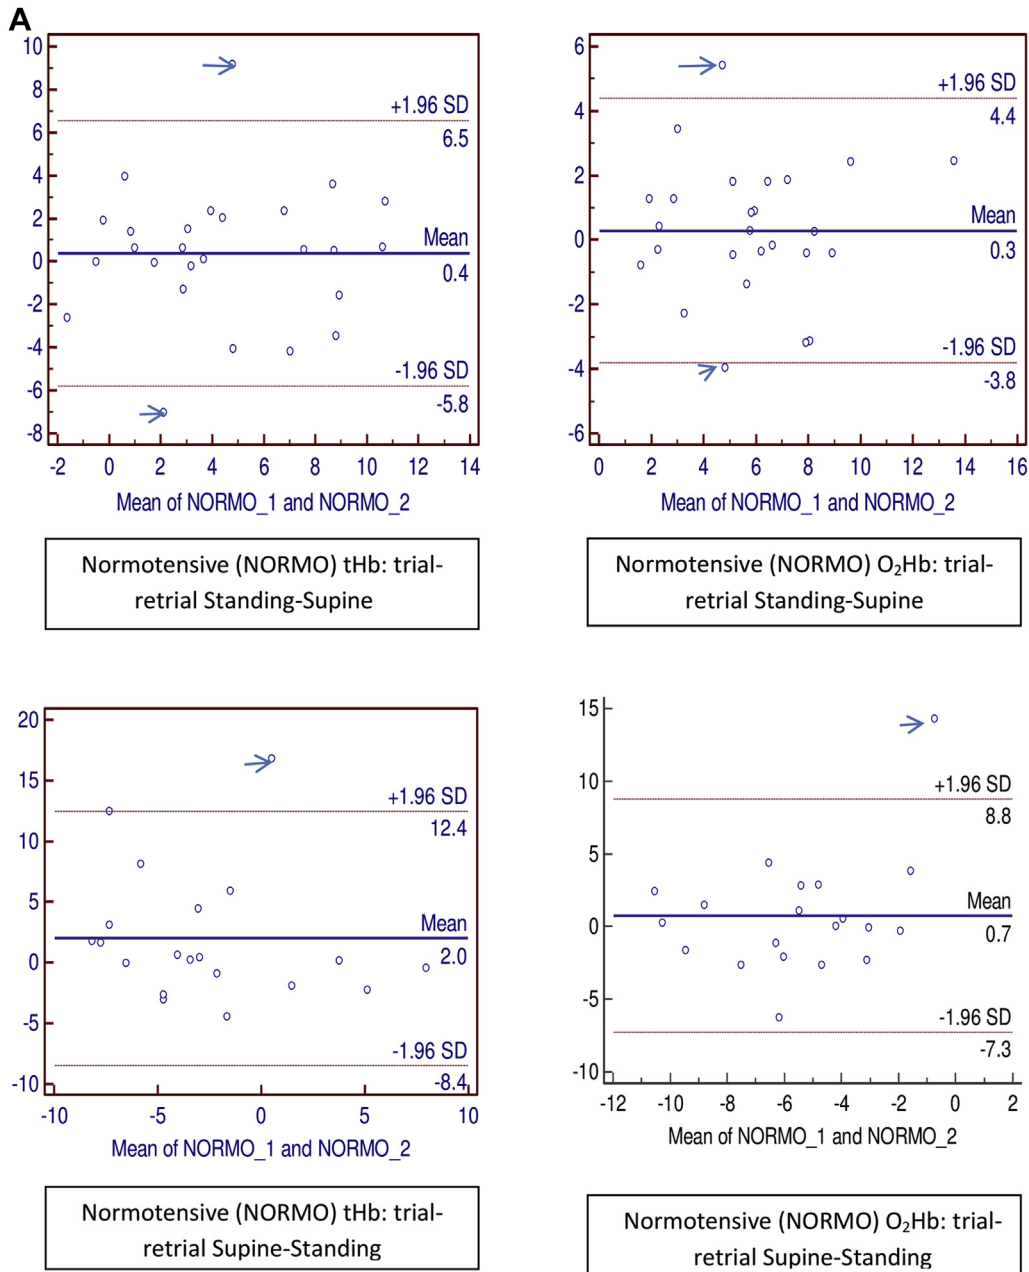 A
10
8
6
4
2
0
-2
-4
-6
-8
+1.96 SD
6.5
Mean
0.4
-1.96 SD
-5.8
-2 0 2 4 6 8 10 12 14
Mean of NORMO_1 and NORMO_2
Normotensive (NORMO) tHb: trial-
retrial Standing-Supine
6
4
2
0
-2
-4
-6
+1.96 SD
4.4
Mean
0.3
-1.96 SD
-3.8
0 2 4 6 8 10 12 14 16
Mean of NORMO_1 and NORMO_2
Normotensive (NORMO) O₂Hb: trial-
retrial Standing-Supine
20
15
10
5
0
-5
-10
+1.96 SD
12.4
Mean
2.0
-1.96 SD
-8.4
-10 -5 0 5 10
Mean of NORMO_1 and NORMO_2
Normotensive (NORMO) tHb: trial-
retrial Supine-Standing
15
10
5
0
-5
-10
+1.96 SD
8.8
Mean
0.7
-1.96 SD
-7.3
-12 -10 -8 -6 -4 -2 0 2
Mean of NORMO_1 and NORMO_2
Normotensive (NORMO) O₂Hb: trial-
retrial Supine-Standing